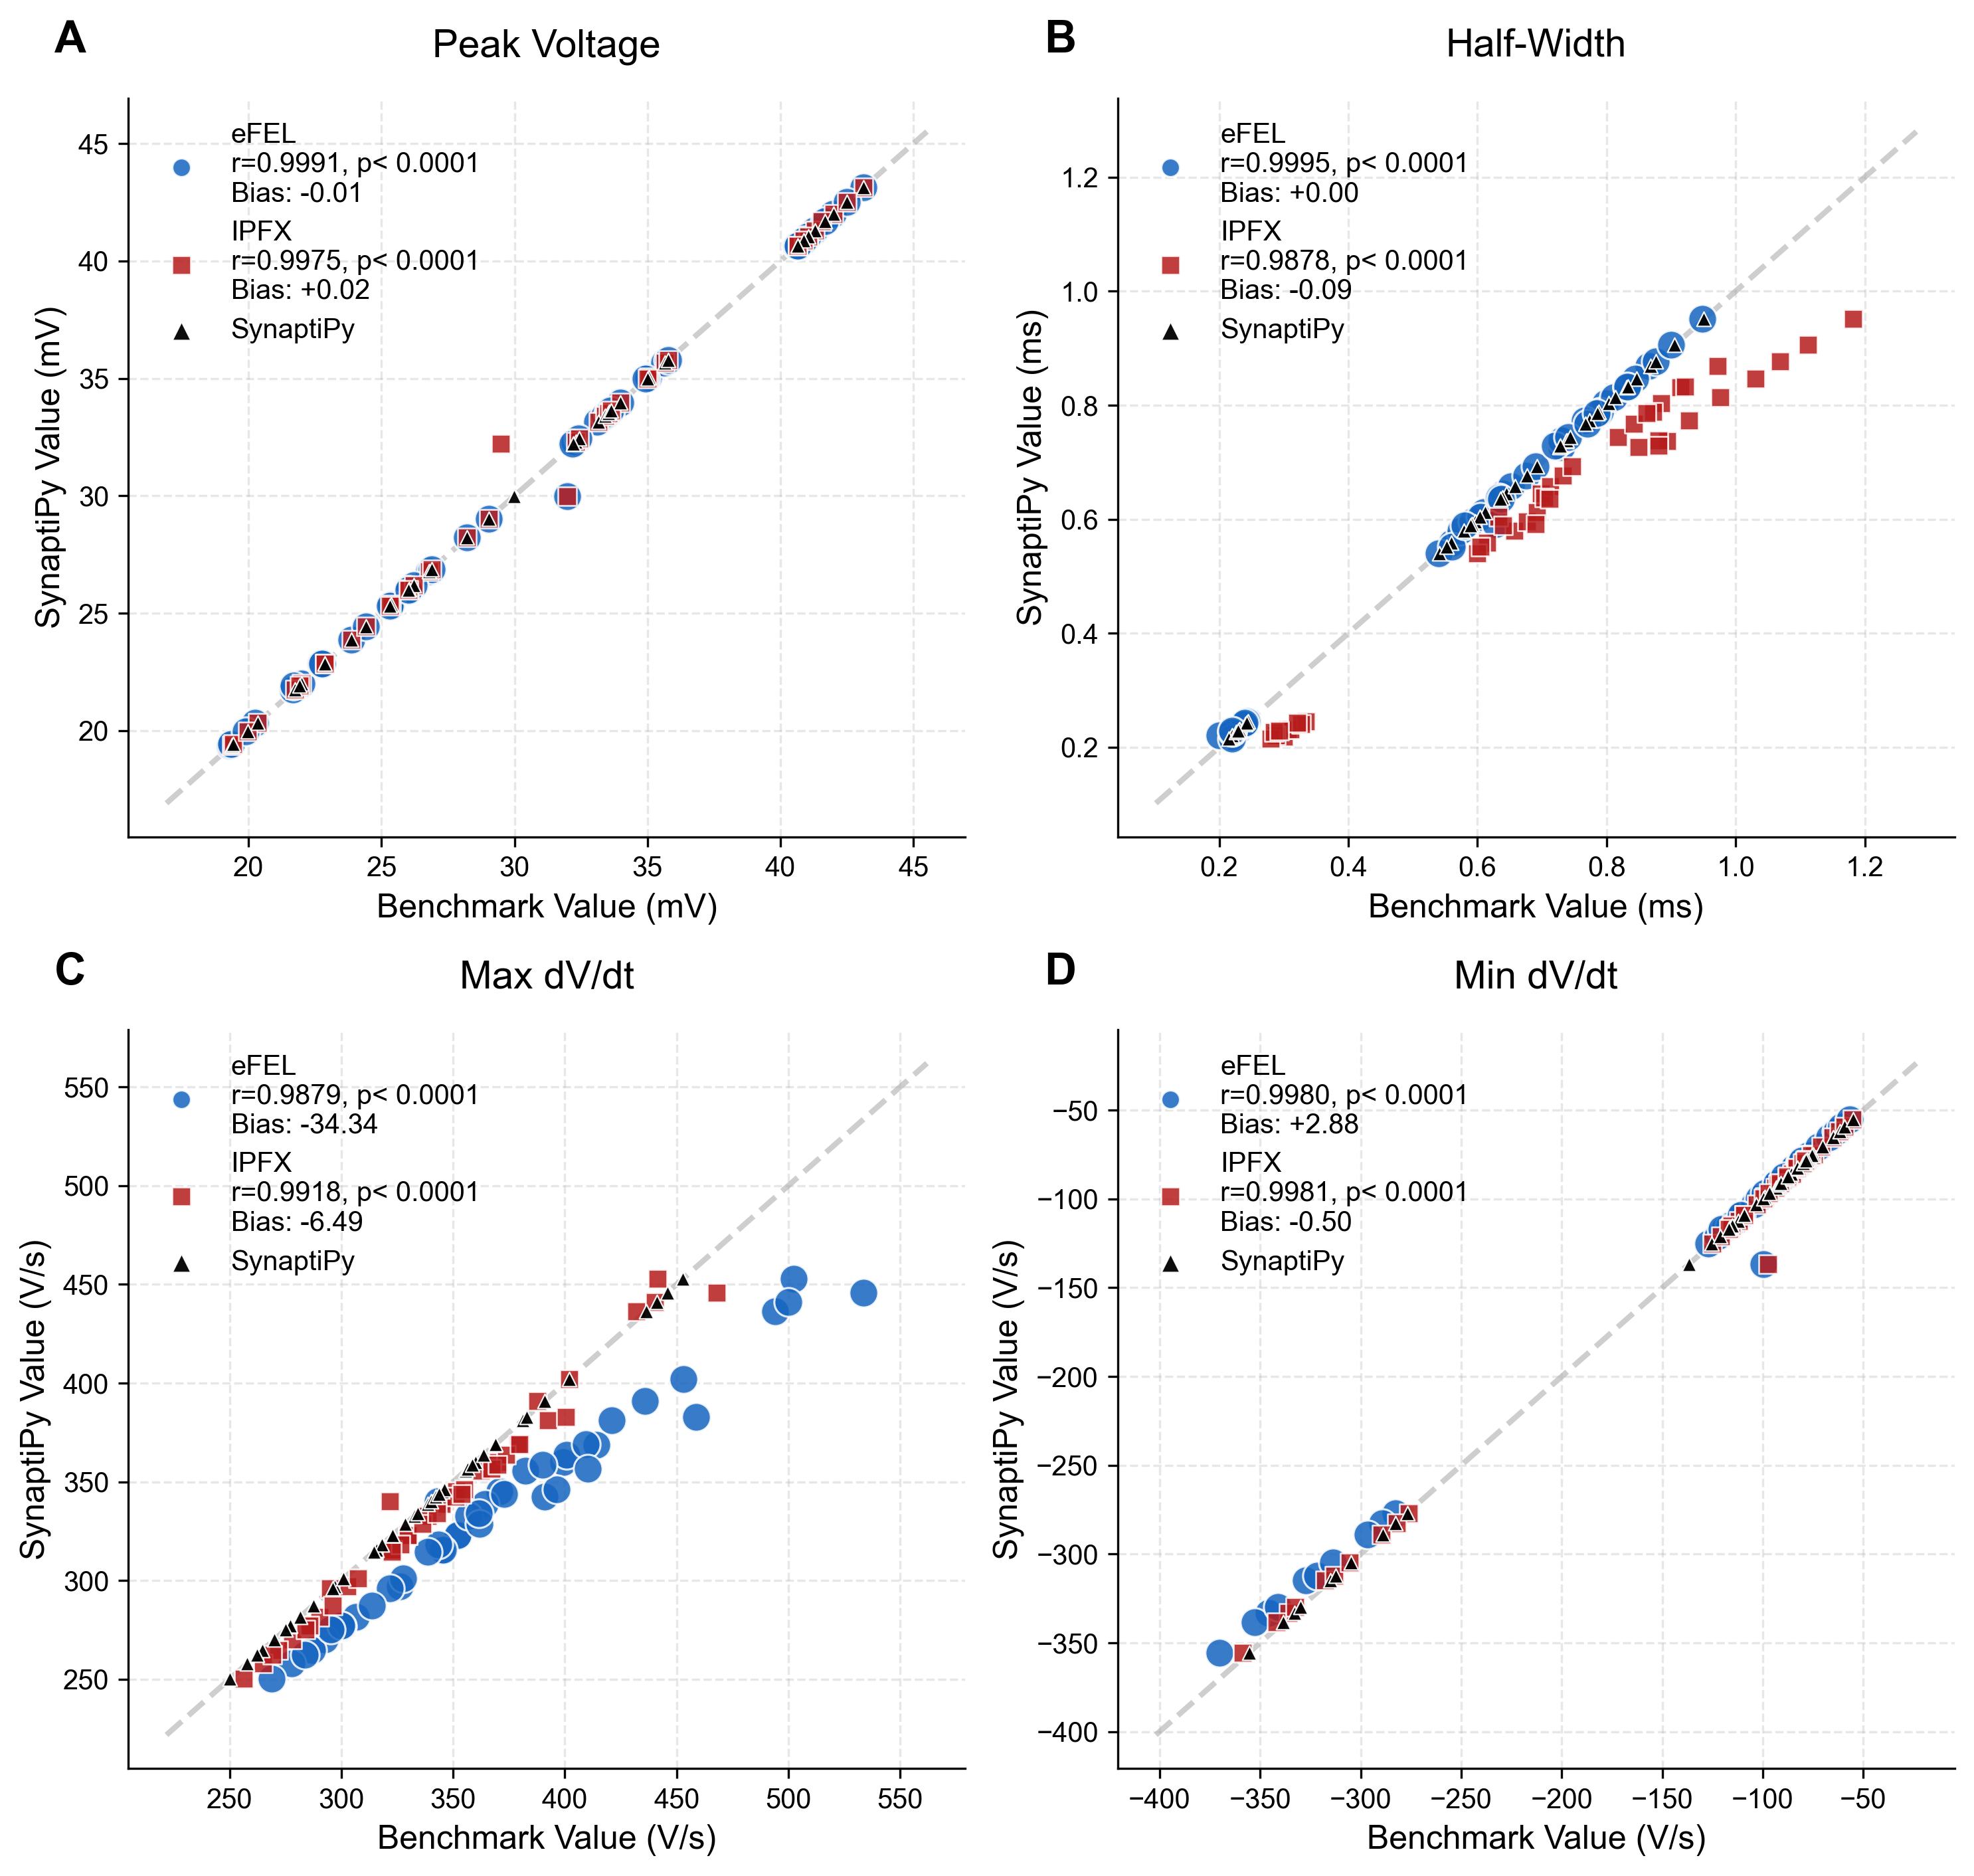 A
Peak Voltage
eFEL
r=0.9991, p< 0.0001
Bias: -0.01
IPFX
r=0.9975, p< 0.0001
Bias: +0.02
SynaptiPy
45
40
35
30
25
20
SynaptiPy Value (mV)
20 25 30 35 40 45
Benchmark Value (mV)
B
Half-Width
eFEL
r=0.9995, p< 0.0001
Bias: +0.00
IPFX
r=0.9878, p< 0.0001
Bias: -0.09
SynaptiPy
1.2
1.0
0.8
0.6
0.4
0.2
SynaptiPy Value (ms)
0.2 0.4 0.6 0.8 1.0 1.2
Benchmark Value (ms)
C
Max dV/dt
eFEL
r=0.9879, p< 0.0001
Bias: -34.34
IPFX
r=0.9918, p< 0.0001
Bias: -6.49
SynaptiPy
550
500
450
400
350
300
250
SynaptiPy Value (V/s)
250 300 350 400 450 500 550
Benchmark Value (V/s)
D
Min dV/dt
eFEL
r=0.9980, p< 0.0001
Bias: +2.88
IPFX
r=0.9981, p< 0.0001
Bias: -0.50
SynaptiPy
−50
−100
−150
−200
−250
−300
−350
−400
SynaptiPy Value (V/s)
−400 −350 −300 −250 −200 −150 −100 −50
Benchmark Value (V/s)